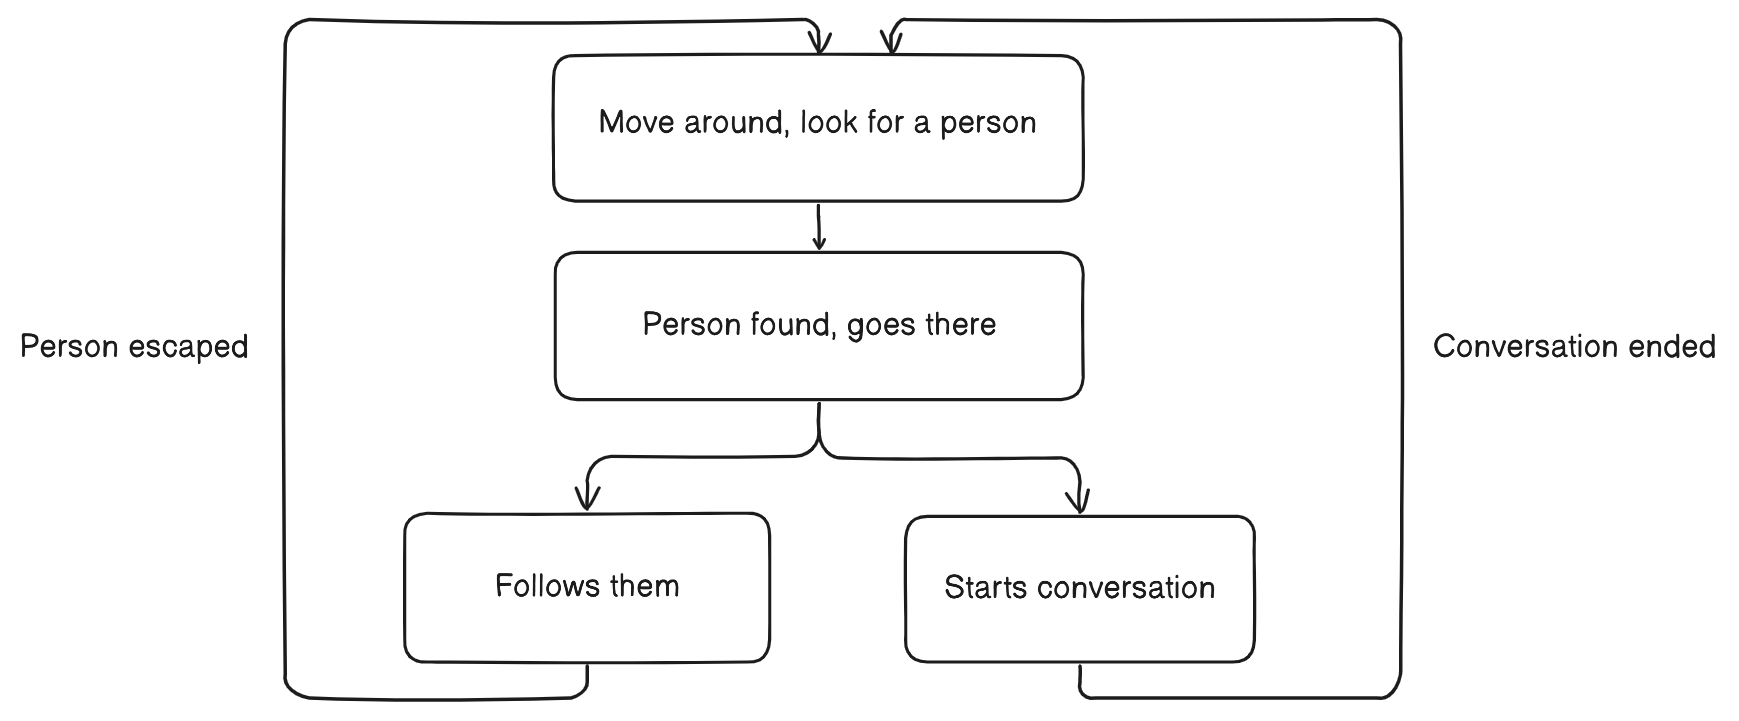 Move around, look for a person
Person found, goes there
Person escaped
Conversation ended
Follows them
Starts conversation